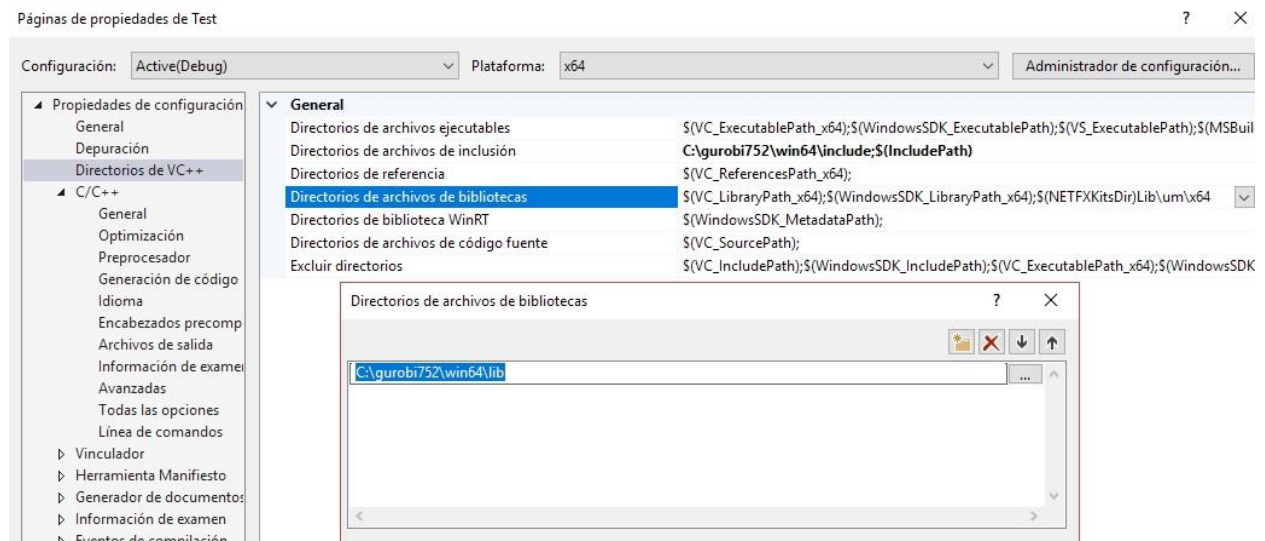 Páginas de propiedades de Test ? ×
Configuración: Active(Debug) Plataforma: x64 Administrador de configuración...
Propiedades de configuración
General
Depuración
Directorios de VC++
C/C++
General
Optimización
Preprocesador
Generación de código
Idioma
Encabezados precomp
Archivos de salida
Información de examen
Avanzadas
Todas las opciones
Línea de comandos
Vinculador
Herramienta Manifiesto
Generador de documentos
Información de examen
Eventos de compilación
General
Directorios de archivos ejecutables $(VC_ExecutablePath_x64);$(WindowsSDK_ExecutablePath);$(VS_ExecutablePath);$(MSBuil
Directorios de archivos de inclusión C:\gurobi752\win64\include;$(IncludePath)
Directorios de referencia $(VC_ReferencesPath_x64);
Directorios de archivos de bibliotecas $(VC_LibraryPath_x64);$(WindowsSDK_LibraryPath_x64);$(NETFXKitsDir)Lib\um\x64
Directorios de biblioteca WinRT $(WindowsSDK_MetadataPath);
Directorios de archivos de código fuente $(VC_SourcePath);
Excluir directorios $(VC_IncludePath);$(WindowsSDK_IncludePath);$(VC_ExecutablePath_x64);$(WindowsSDK
Directorios de archivos de bibliotecas ? ×
C:\gurobi752\win64\lib ...